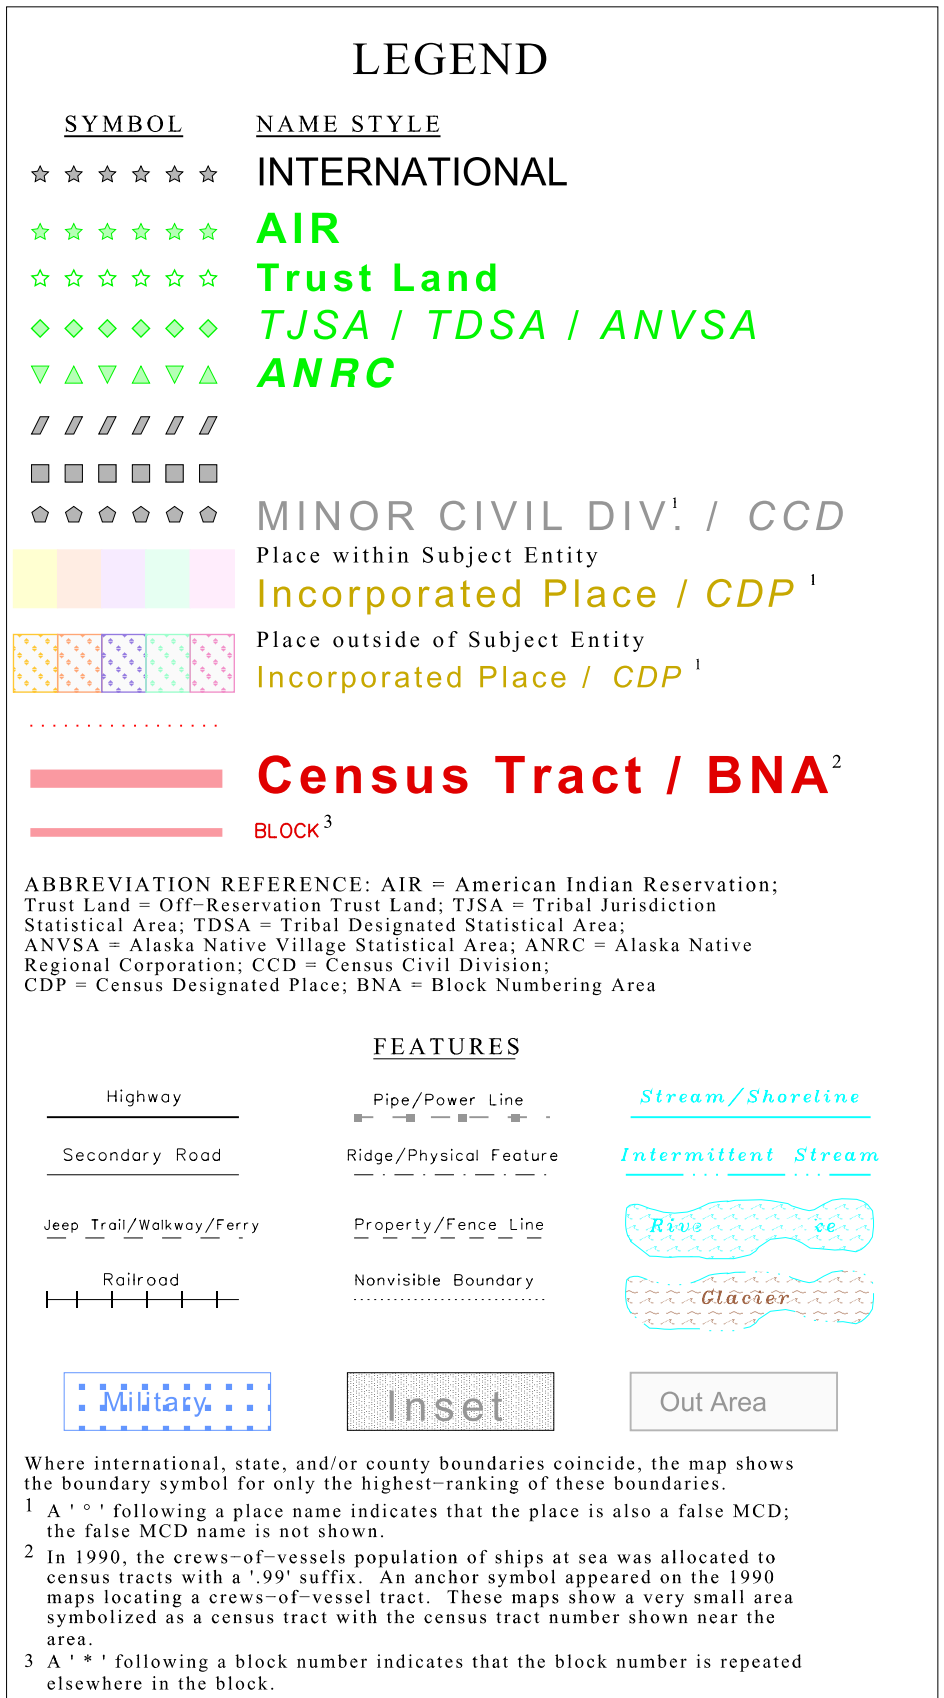 LEGEND
SYMBOL NAME STYLE
INTERNATIONAL
AIR
Trust Land
TJSA / TDSA / ANVSA
ANRC
MINOR CIVIL DIV.¹ / CCD
Place within Subject Entity
Incorporated Place / CDP ¹
Place outside of Subject Entity
Incorporated Place / CDP ¹
Census Tract / BNA²
BLOCK³
ABBREVIATION REFERENCE: AIR = American Indian Reservation;
Trust Land = Off−Reservation Trust Land; TJSA = Tribal Jurisdiction
Statistical Area; TDSA = Tribal Designated Statistical Area;
ANVSA = Alaska Native Village Statistical Area; ANRC = Alaska Native
Regional Corporation; CCD = Census Civil Division;
CDP = Census Designated Place; BNA = Block Numbering Area
FEATURES
Highway Pipe/Power Line Stream/Shoreline
Secondary Road Ridge/Physical Feature Intermittent Stream
Jeep Trail/Walkway/Ferry Property/Fence Line
Railroad Nonvisible Boundary
Glacier
Military Inset Out Area
Where international, state, and/or county boundaries coincide, the map shows
the boundary symbol for only the highest−ranking of these boundaries.
1 A ' ° ' following a place name indicates that the place is also a false MCD;
the false MCD name is not shown.
2 In 1990, the crews−of−vessels population of ships at sea was allocated to
census tracts with a '.99' suffix. An anchor symbol appeared on the 1990
maps locating a crews−of−vessel tract. These maps show a very small area
symbolized as a census tract with the census tract number shown near the
area.
3 A ' * ' following a block number indicates that the block number is repeated
elsewhere in the block.